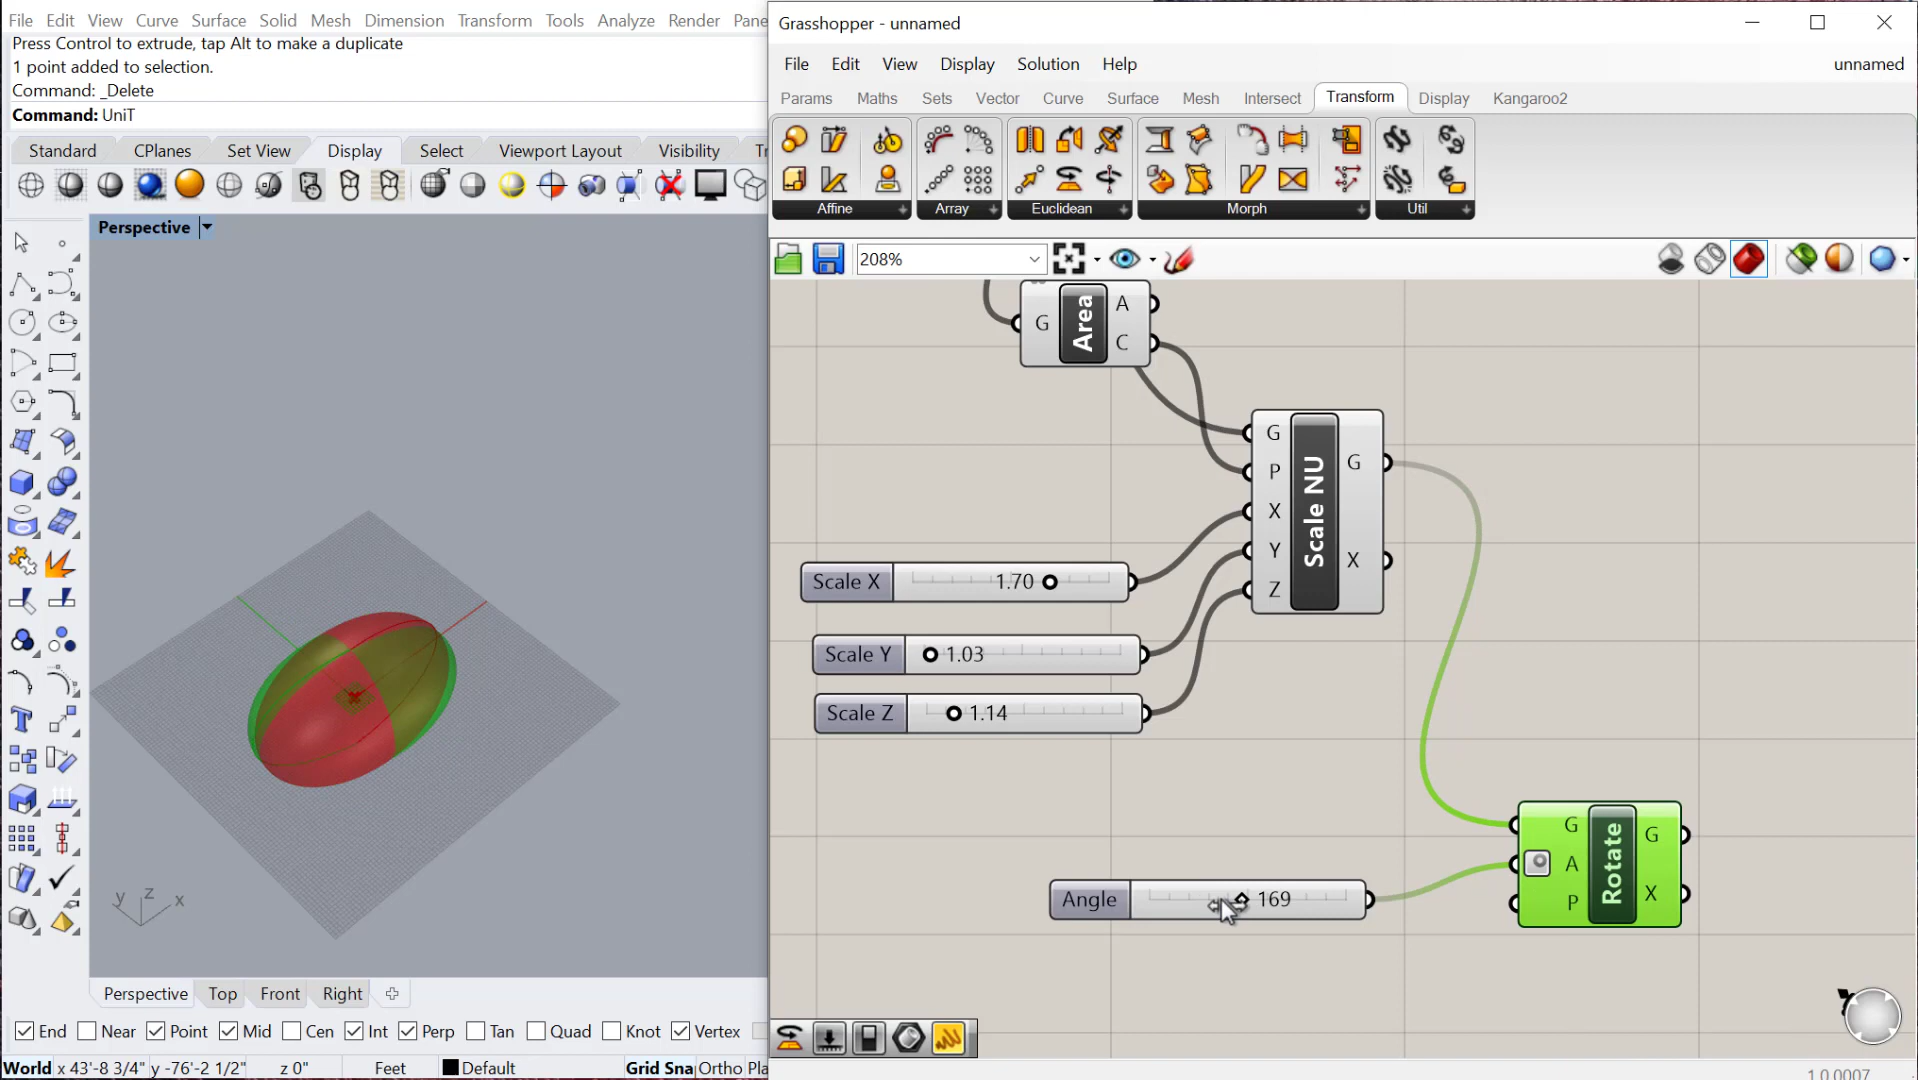 File Edit View Curve Surface Solid Mesh Dimension Transform Tools Analyze Render Pane
Press Control to extrude, tap Alt to make a duplicate
1 point added to selection.
Command: _Delete
Command: UniT
Standard CPlanes Set View Display Select Viewport Layout Visibility Tr
Perspective
y z x
Perspective Top Front Right
End Near Point Mid Cen Int Perp Tan Quad Knot Vertex
World x 43'-8 3/4" y -76'-2 1/2" z 0" Feet Default Grid Sna Ortho Pla
Grasshopper - unnamed
File Edit View Display Solution Help unnamed
Params Maths Sets Vector Curve Surface Mesh Intersect Transform Display Kangaroo2
Affine Array Euclidean Morph Util
208%
G Area A C
G P X Y Z Scale NU G X
Scale X 1.70
Scale Y 1.03
Scale Z 1.14
Angle 169
G A P Rotate G X
1.0.0007